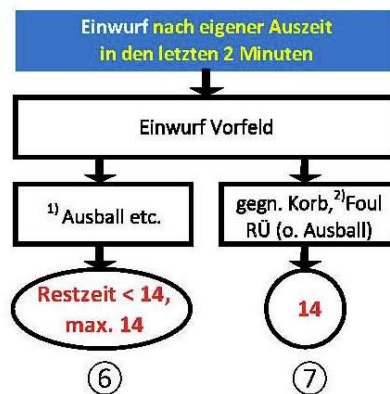 Einwurf nach eigener Auszeit
in den letzten 2 Minuten
Einwurf Vorfeld
1) Ausball etc.
gegn. Korb, 2) Foul
RÜ (o. Ausball)
Restzeit < 14,
max. 14
14
⑥
⑦